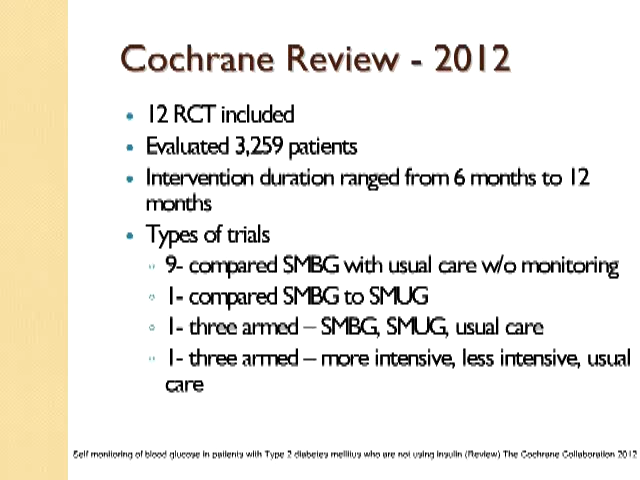 Cochrane Review - 2012
• 12 RCT included
• Evaluated 3,259 patients
• Intervention duration ranged from 6 months to 12
months
• Types of trials
◦ 9- compared SMBG with usual care w/o monitoring
◦ 1- compared SMBG to SMUG
◦ 1- three armed – SMBG, SMUG, usual care
◦ 1- three armed – more intensive, less intensive, usual
care
Self monitoring of blood glucose in patients with Type 2 diabetes mellitus who are not using insulin (Review) The Cochrane Collaboration 2012